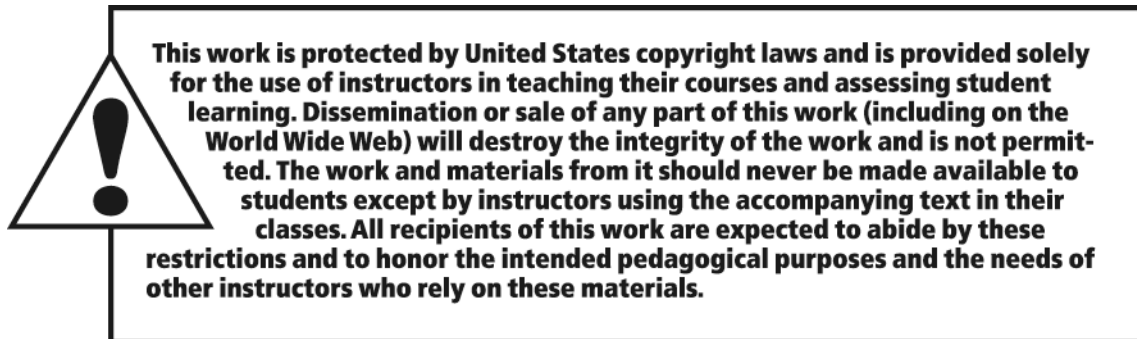 This work is protected by United States copyright laws and is provided solely
for the use of instructors in teaching their courses and assessing student
learning. Dissemination or sale of any part of this work (including on the
World Wide Web) will destroy the integrity of the work and is not permit-
ted. The work and materials from it should never be made available to
students except by instructors using the accompanying text in their
classes. All recipients of this work are expected to abide by these
restrictions and to honor the intended pedagogical purposes and the needs of
other instructors who rely on these materials.